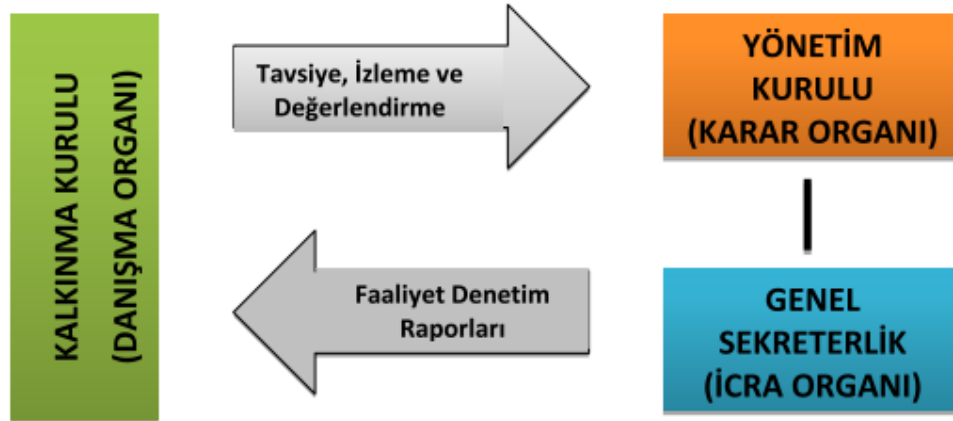 KALKINMA KURULU
(DANIŞMA ORGANI)
Tavsiye, İzleme ve
Değerlendirme
YÖNETİM
KURULU
(KARAR ORGANI)
Faaliyet Denetim
Raporları
GENEL
SEKRETERLİK
(İCRA ORGANI)